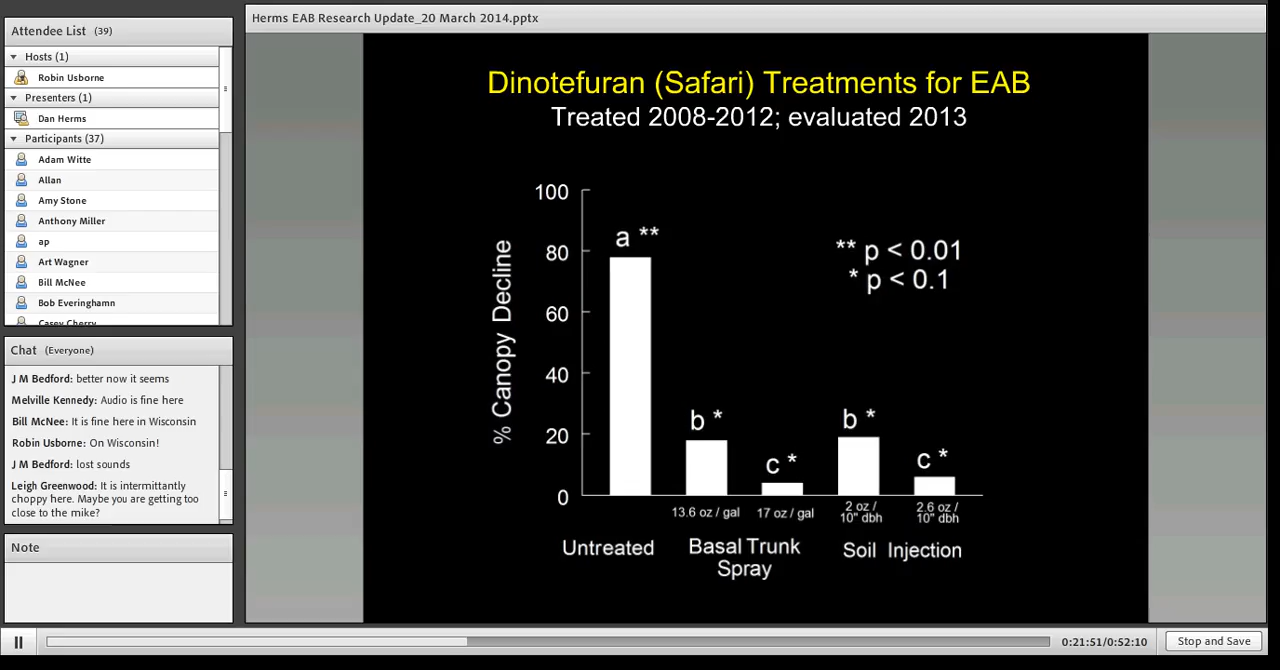 Herms EAB Research Update_20 March 2014.pptx
Attendee List (39)
Hosts (1)
Robin Usborne
Presenters (1)
Dan Herms
Participants (37)
Adam Witte
Allan
Amy Stone
Anthony Miller
ap
Art Wagner
Bill McNee
Bob Everinghamn
Casey Cherry
Chat (Everyone)
J M Bedford: better now it seems
Melville Kennedy: Audio is fine here
Bill McNee: It is fine here in Wisconsin
Robin Usborne: On Wisconsin!
J M Bedford: lost sounds
Leigh Greenwood: It is intermittantly
choppy here. Maybe you are getting too
close to the mike?
Note
Dinotefuran (Safari) Treatments for EAB
Treated 2008-2012; evaluated 2013
% Canopy Decline
100
80
60
40
20
0
a **
b *
c *
b *
c *
** p < 0.01
* p < 0.1
13.6 oz / gal
17 oz / gal
2 oz /
10" dbh
2.6 oz /
10" dbh
Untreated
Basal Trunk
Spray
Soil Injection
0:21:51/0:52:10
Stop and Save